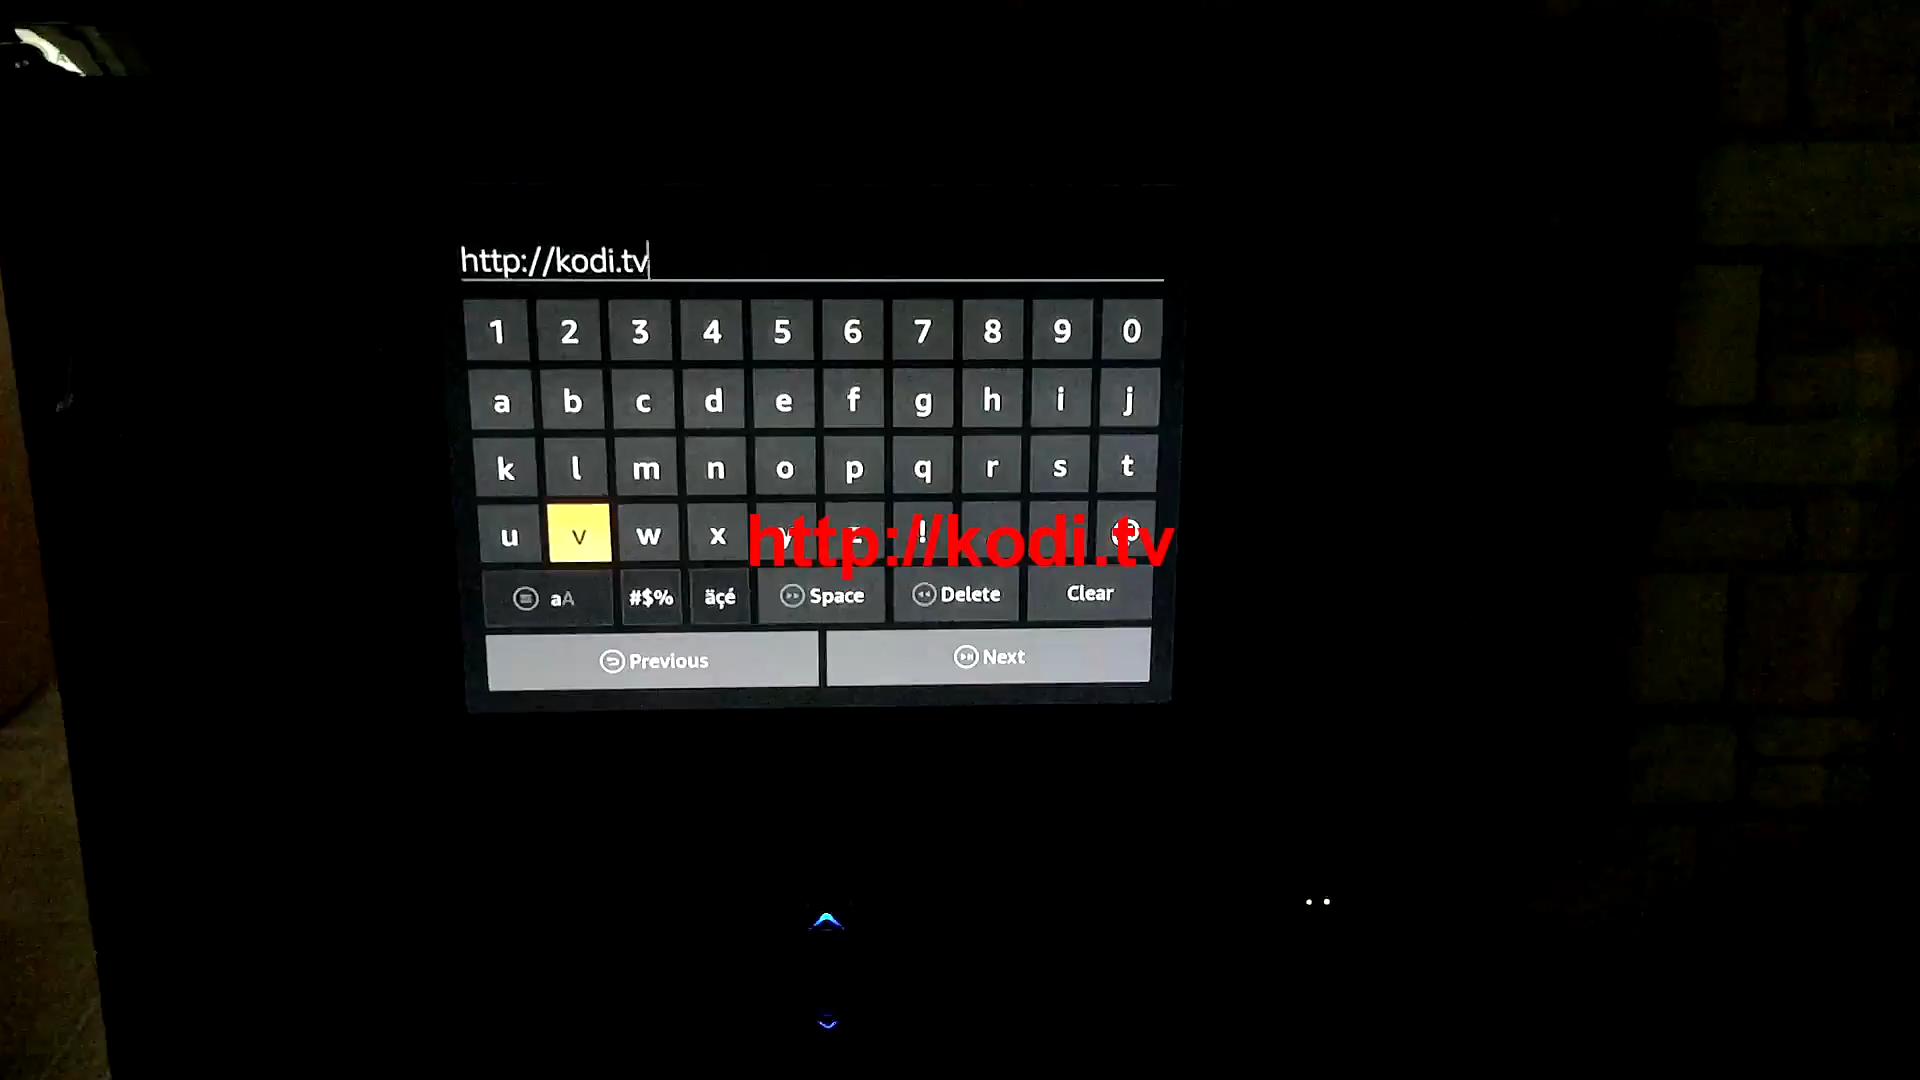 http://kodi.tv
1 2 3 4 5 6 7 8 9 0
a b c d e f g h i j
k l m n o p q r s t
u v w x y z !
http://kodi.tv
aA #$% äçé Space Delete Clear
Previous Next